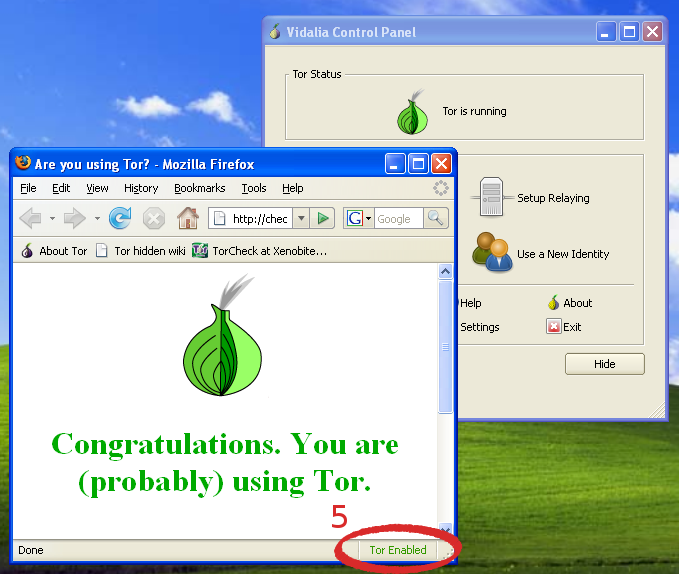 Vidalia Control Panel
Tor Status
Tor is running
Setup Relaying
Use a New Identity
Help
About
Settings
Exit
Hide
Are you using Tor? - Mozilla Firefox
File Edit View History Bookmarks Tools Help
http://chec
G Google
About Tor Tor hidden wiki TorCheck at Xenobite...
Congratulations. You are
(probably) using Tor.
5
Done
Tor Enabled